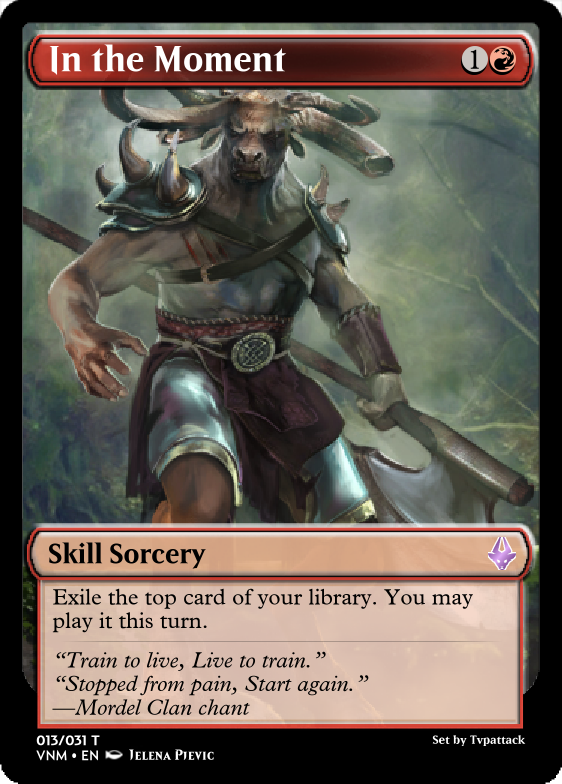 In the Moment 1
Skill Sorcery
Exile the top card of your library. You may
play it this turn.
“Train to live, Live to train.”
“Stopped from pain, Start again.”
—Mordel Clan chant
013/031 T
Set by Tvpattack
VNM • EN Jelena Pjevic